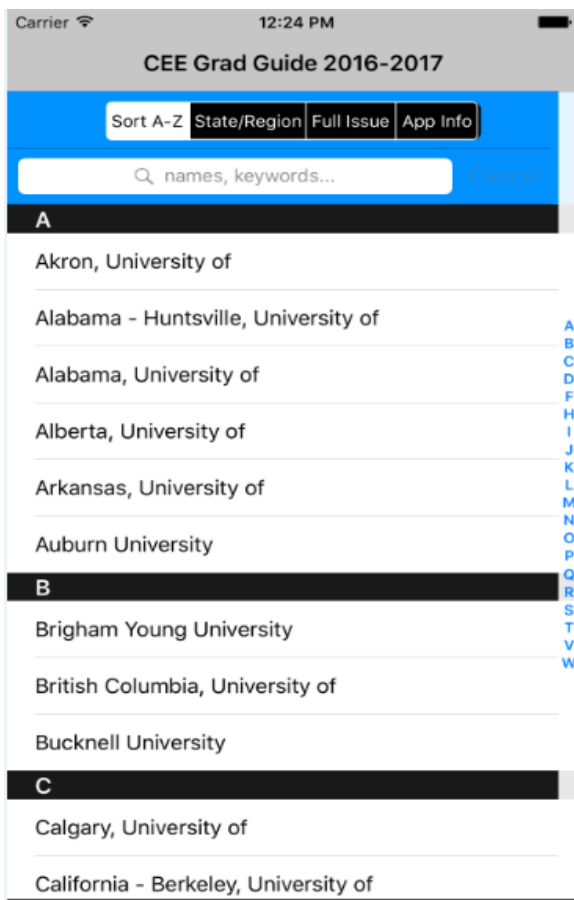 Carrier 12:24 PM
CEE Grad Guide 2016-2017
Sort A-Z State/Region Full Issue App Info
names, keywords... Cancel
A
Akron, University of
Alabama - Huntsville, University of
Alabama, University of
Alberta, University of
Arkansas, University of
Auburn University
B
Brigham Young University
British Columbia, University of
Bucknell University
C
Calgary, University of
California - Berkeley, University of
A
B
C
D
F
H
I
J
K
L
M
N
O
P
Q
R
S
T
V
W